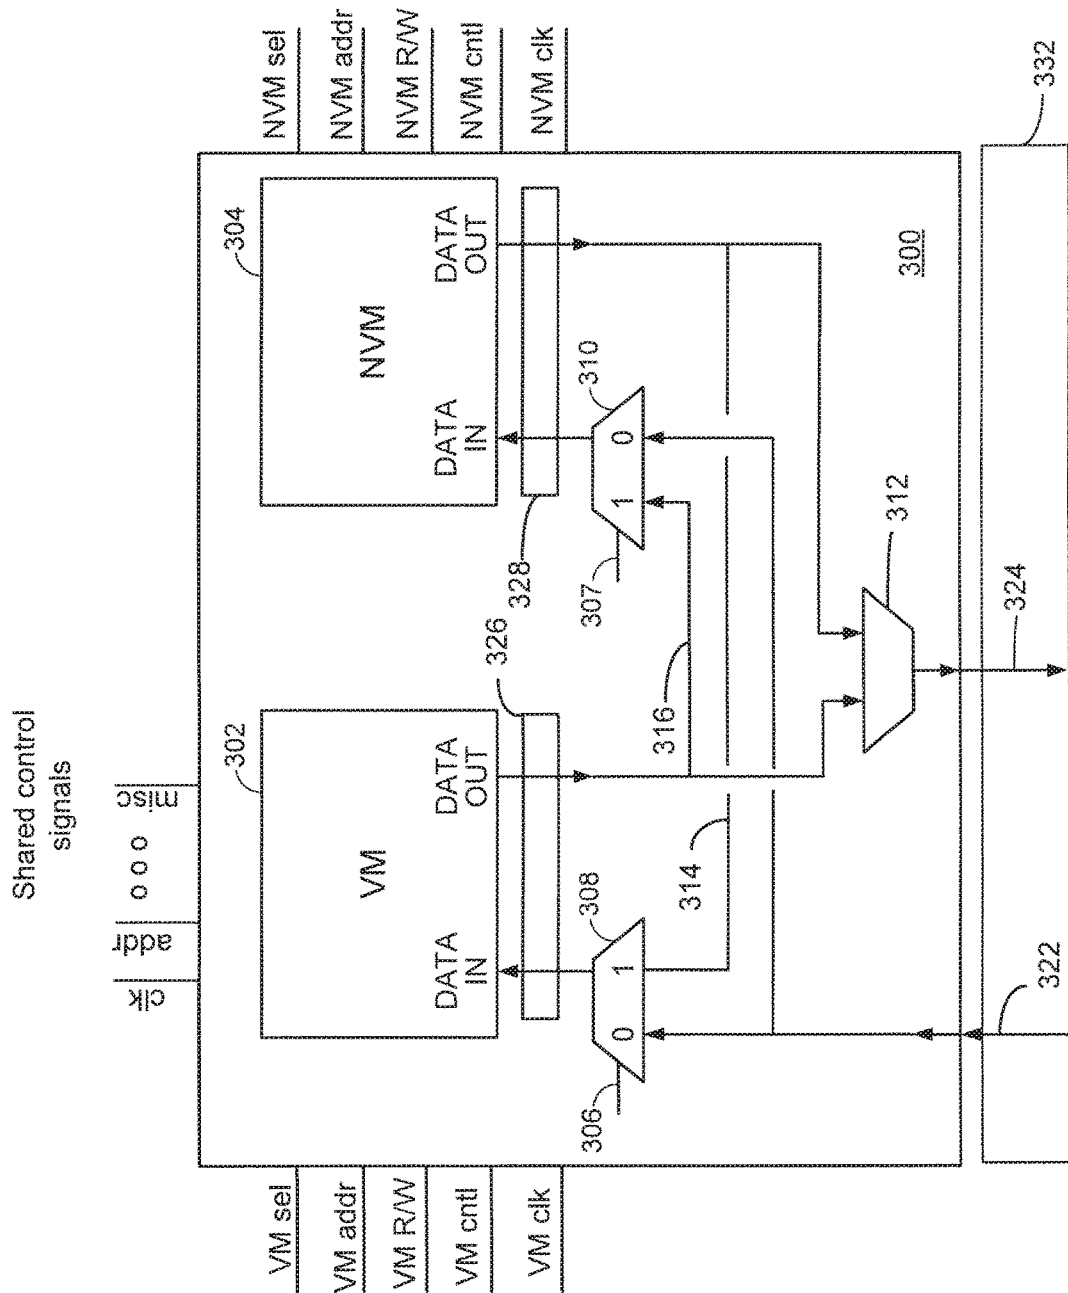 Shared control
signals
clk
addr
o o o
misc
VM sel
VM addr
VM R/W
VM cntl
VM clk
NVM sel
NVM addr
NVM R/W
NVM cntl
NVM clk
302
VM
DATA
IN
DATA
OUT
304
NVM
DATA
IN
DATA
OUT
326
328
306
0
1
308
307
1
0
310
314
316
312
300
322
324
332